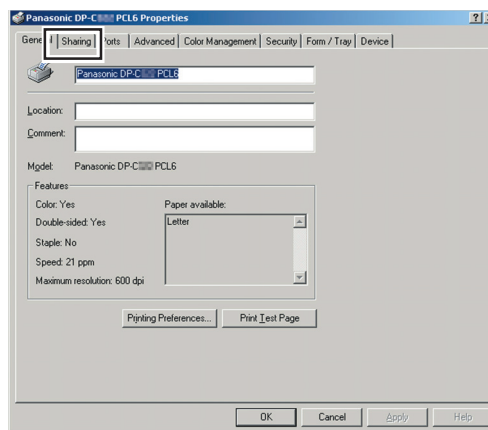 Panasonic DP-C PCL6 Properties
General Sharing Ports Advanced Color Management Security Form / Tray Device
Panasonic DP-C PCL6
Location:
Comment:
Model: Panasonic DP-C PCL6
Features
Color: Yes Paper available:
Double-sided: Yes Letter
Staple: No
Speed: 21 ppm
Maximum resolution: 600 dpi
Printing Preferences... Print Test Page
OK Cancel Apply Help